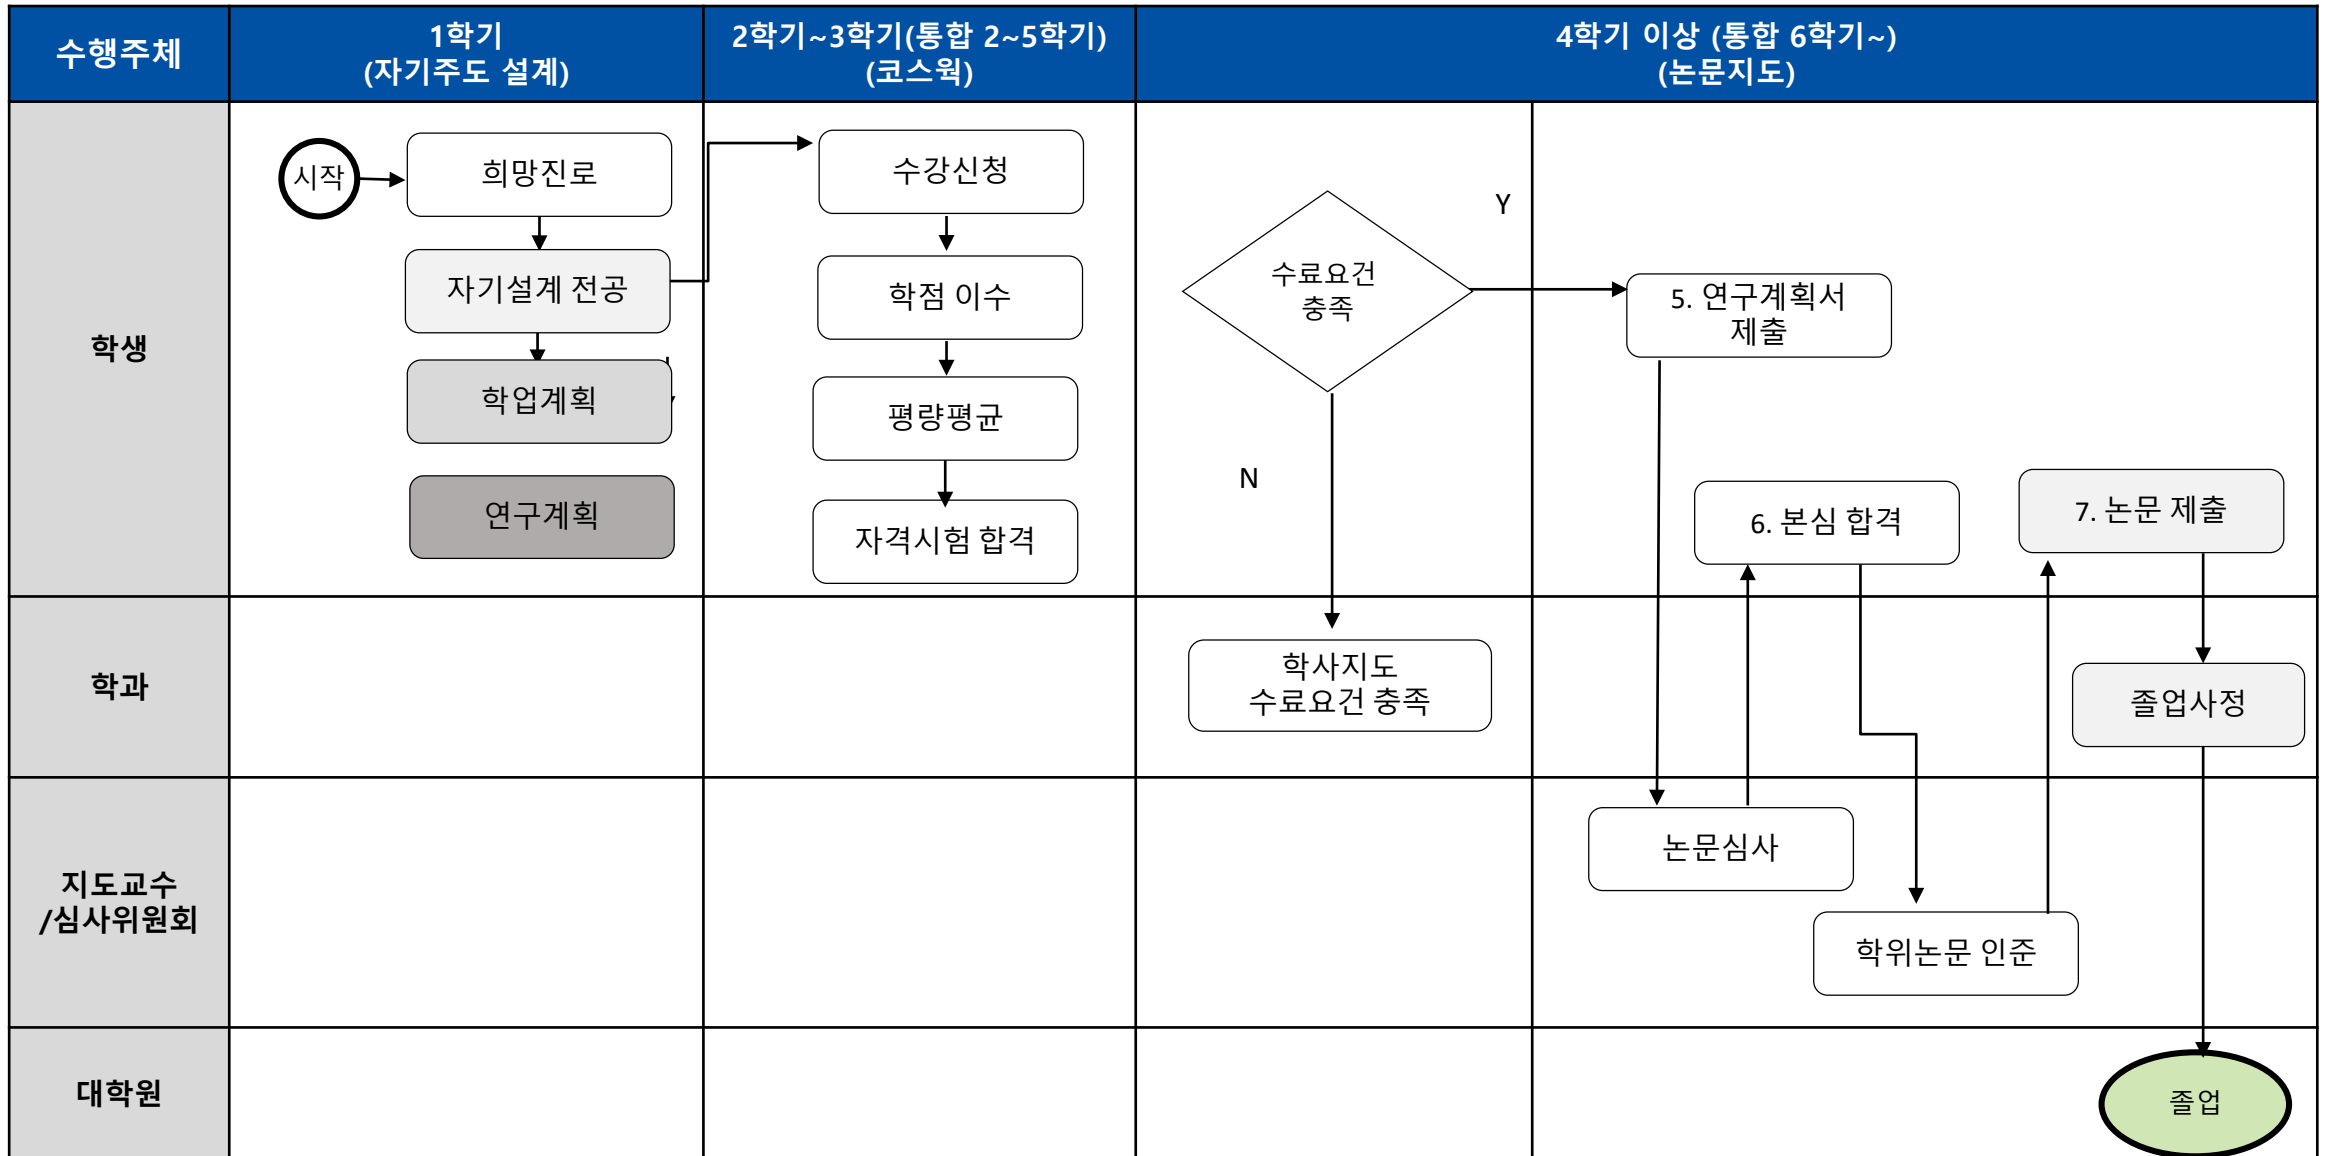 수행주체
1학기
(자기주도 설계)
2학기~3학기(통합 2~5학기)
(코스웍)
4학기 이상 (통합 6학기~)
(논문지도)
학생
시작
희망진로
자기설계 전공
학업계획
연구계획
수강신청
학점 이수
평량평균
자격시험 합격
수료요건
충족
Y
N
5. 연구계획서
제출
6. 본심 합격
7. 논문 제출
학과
학사지도
수료요건 충족
졸업사정
지도교수
/심사위원회
논문심사
학위논문 인준
대학원
졸업